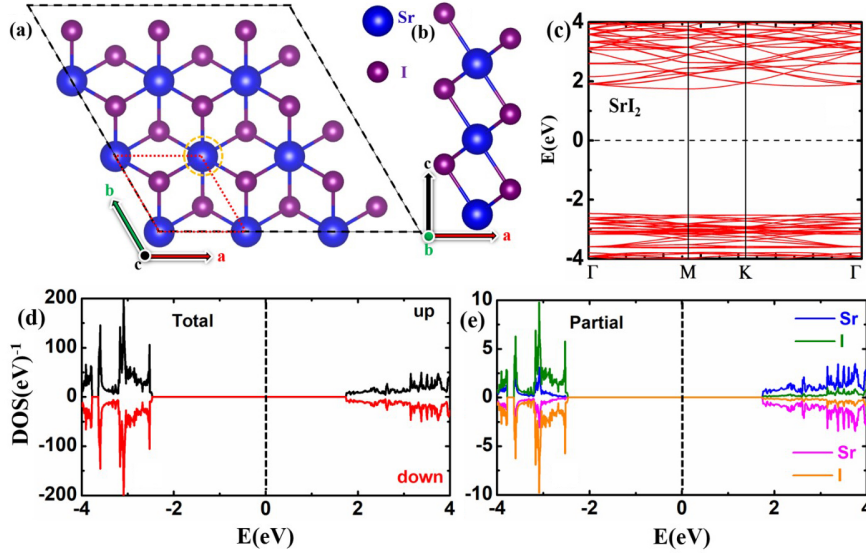 (a)
Sr
I
(b)
b
c
a
c
b
a
(c)
E(eV)
4
2
0
-2
-4
SrI2
Γ
M
K
Γ
(d)
Total
up
down
DOS(eV)-1
200
100
0
-100
-200
-4
-2
0
2
4
E(eV)
(e)
Partial
Sr
I
Sr
I
10
5
0
-5
-10
-4
-2
0
2
4
E(eV)